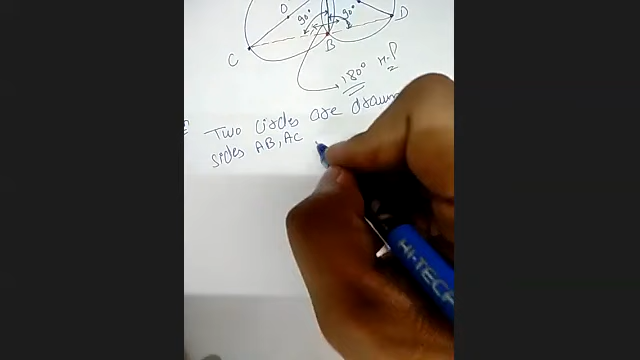 O
90° 90°
C B D
180° H.P
Two circles are drawn
sides AB, AC
HI-TECH